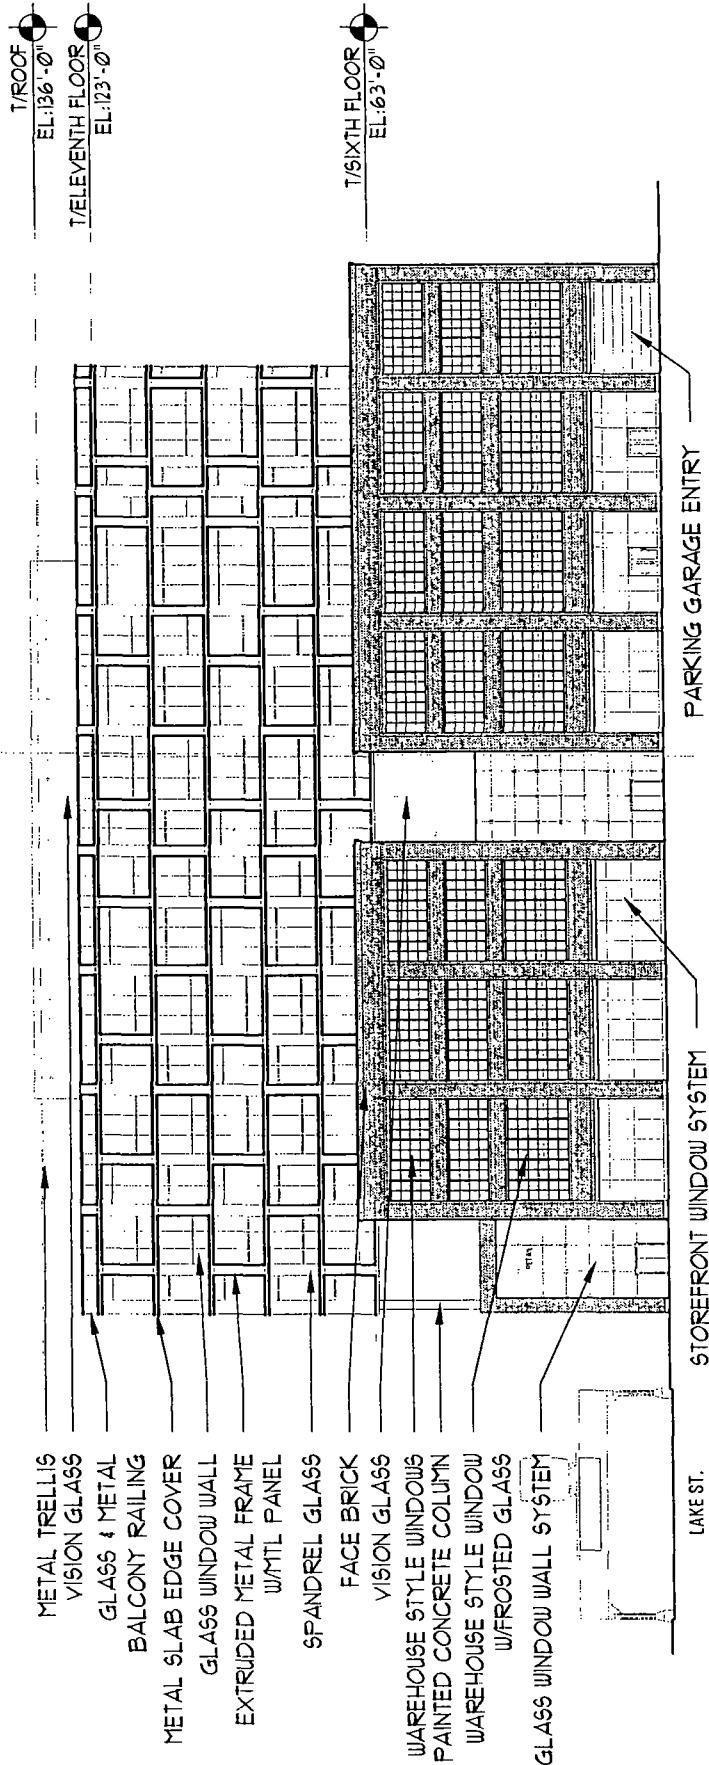 T/ROOF
EL:136'-0"
T/ELEVENTH FLOOR
EL:123'-0"
T/SIXTH FLOOR
EL:63'-0"
METAL TRELLIS
VISION GLASS
GLASS & METAL
BALCONY RAILING
METAL SLAB EDGE COVER
GLASS WINDOW WALL
EXTRUDED METAL FRAME
W/MTL PANEL
SPANDREL GLASS
FACE BRICK
VISION GLASS
WAREHOUSE STYLE WINDOWS
PAINTED CONCRETE COLUMN
WAREHOUSE STYLE WINDOW
W/FROSTED GLASS
GLASS WINDOW WALL SYSTEM
LAKE ST.
STOREFRONT WINDOW SYSTEM
PARKING GARAGE ENTRY